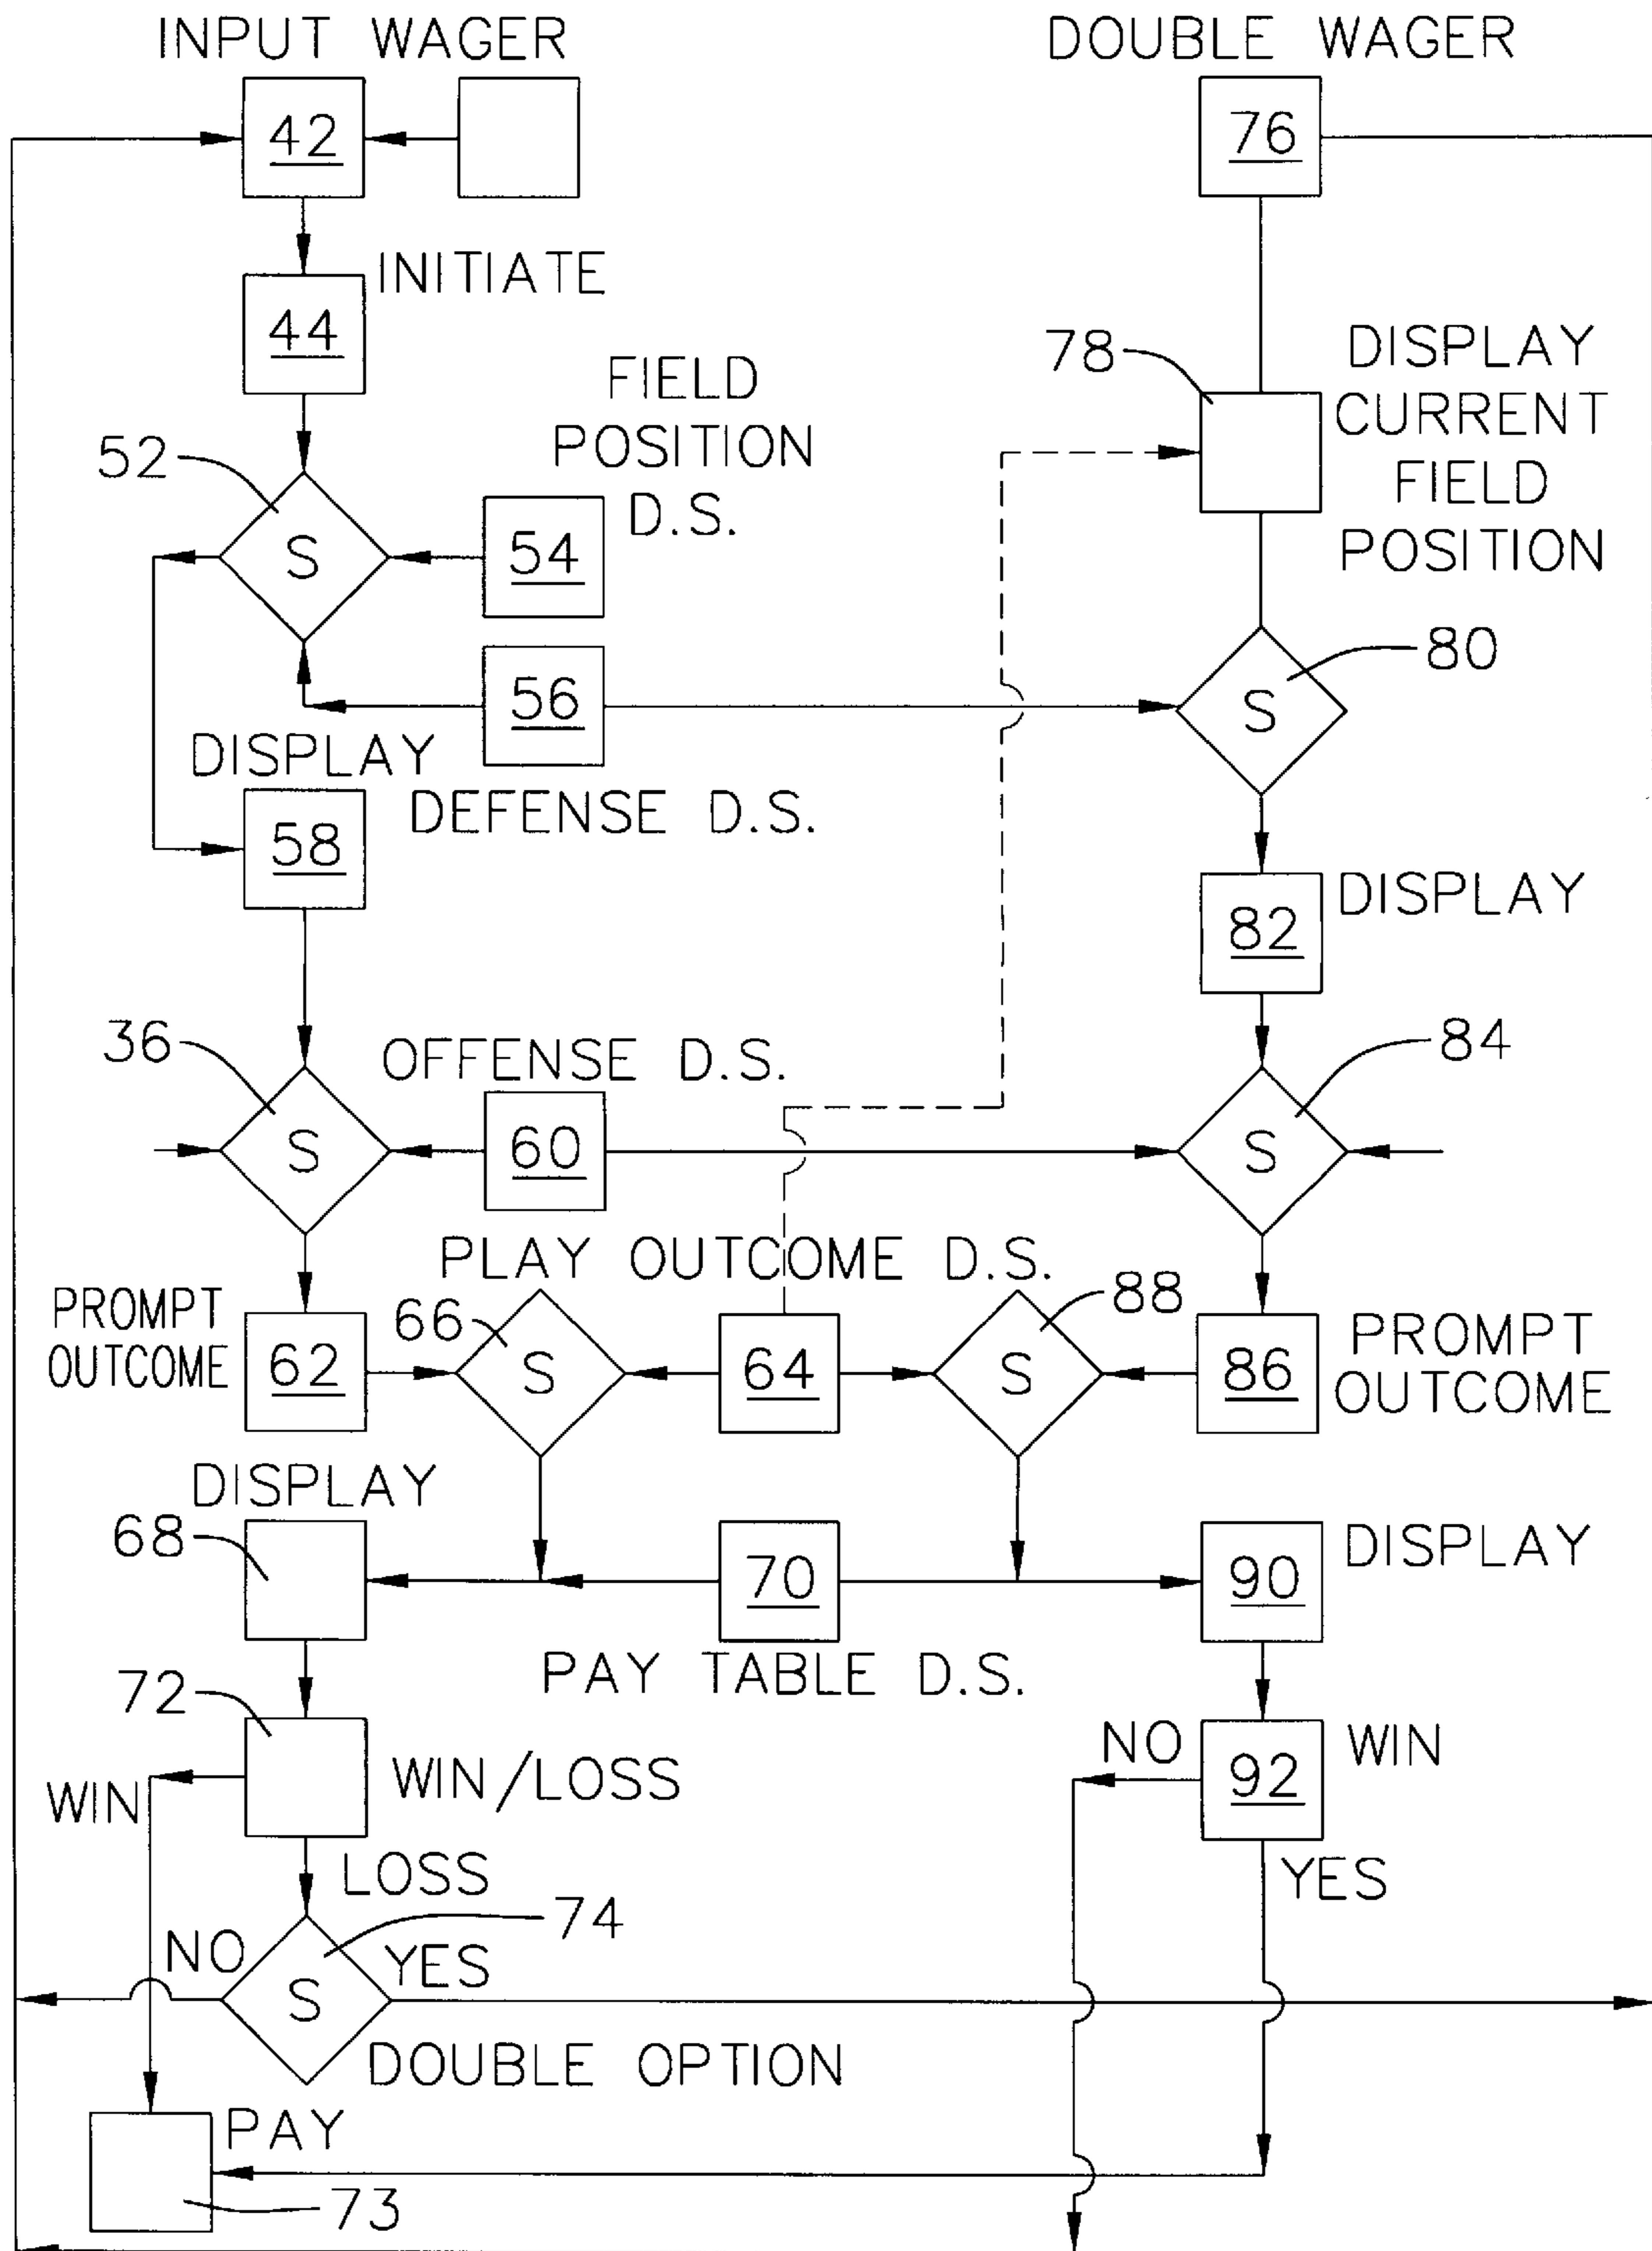 INPUT WAGER
DOUBLE WAGER
42
76
INITIATE
44
78
DISPLAY
CURRENT
FIELD
POSITION
FIELD
POSITION
D.S.
52
S
54
80
S
56
DISPLAY
DEFENSE D.S.
58
82
DISPLAY
36
S
OFFENSE D.S.
60
84
S
PLAY OUTCOME D.S.
PROMPT
OUTCOME
62
66
S
64
88
S
86
PROMPT
OUTCOME
DISPLAY
68
70
90
DISPLAY
PAY TABLE D.S.
72
WIN
WIN/LOSS
NO
92
WIN
LOSS
YES
74
NO
S
YES
DOUBLE OPTION
PAY
73